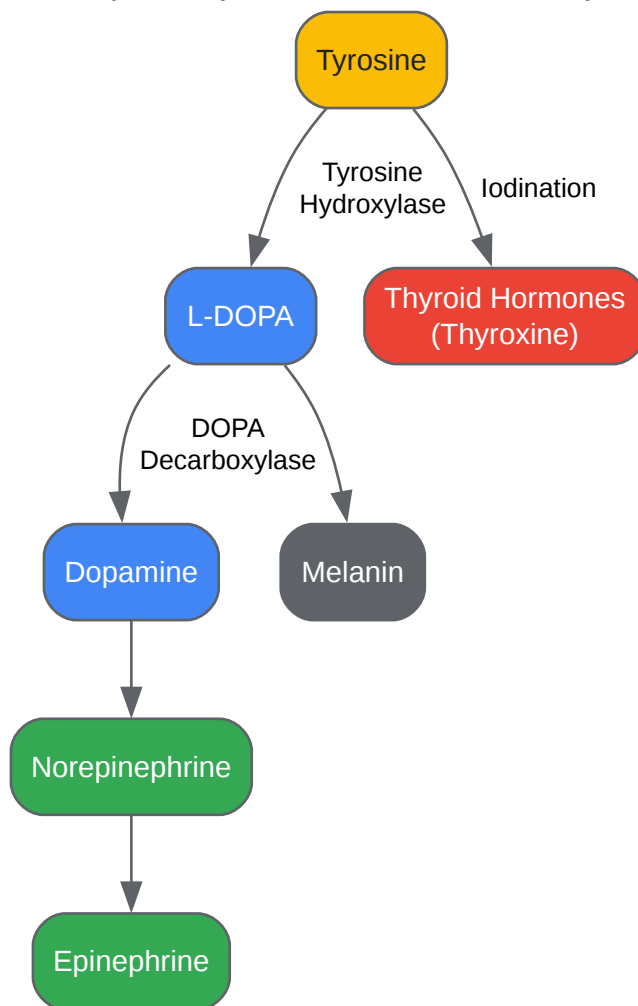 Tyrosine
Tyrosine
Hydroxylase
Iodination
L-DOPA
Thyroid Hormones
(Thyroxine)
DOPA
Decarboxylase
Dopamine
Melanin
Norepinephrine
Epinephrine